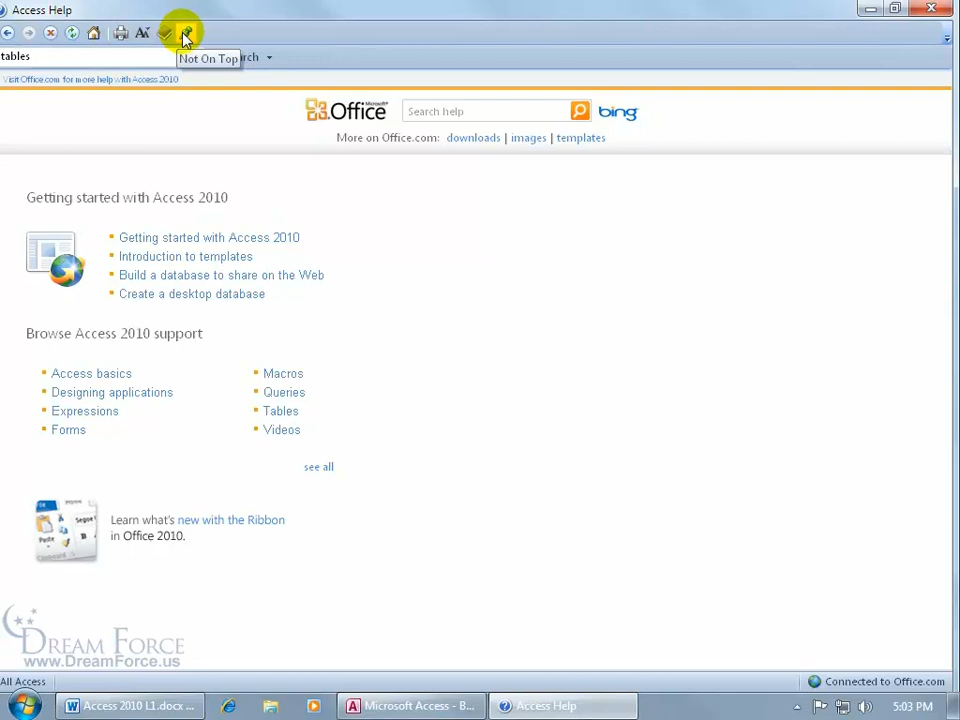 Access Help
tables
rch
Not On Top
Visit Office.com for more help with Access 2010
Microsoft
Office
Search help
bing
More on Office.com: downloads | images | templates
Getting started with Access 2010
Getting started with Access 2010
Introduction to templates
Build a database to share on the Web
Create a desktop database
Browse Access 2010 support
Access basics
Designing applications
Expressions
Forms
Macros
Queries
Tables
Videos
see all
Learn what's new with the Ribbon
in Office 2010.
DREAM FORCE
www.DreamForce.us
All Access
Connected to Office.com
Access 2010 L1.docx ...
Microsoft Access - B...
Access Help
5:03 PM